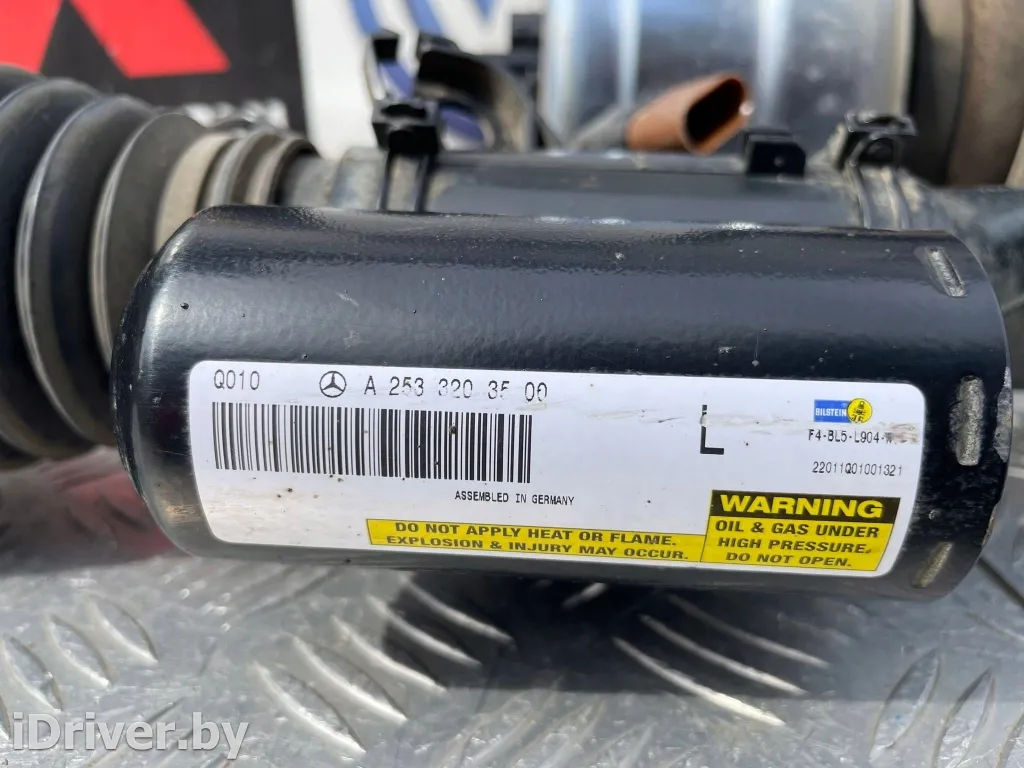 Q010 A 253 320 35 00
L
BILSTEIN
F4-BL5-L904-
22011Q01001321
ASSEMBLED IN GERMANY
WARNING
OIL & GAS UNDER
HIGH PRESSURE.
DO NOT OPEN.
DO NOT APPLY HEAT OR FLAME.
EXPLOSION & INJURY MAY OCCUR.
iDriver.by